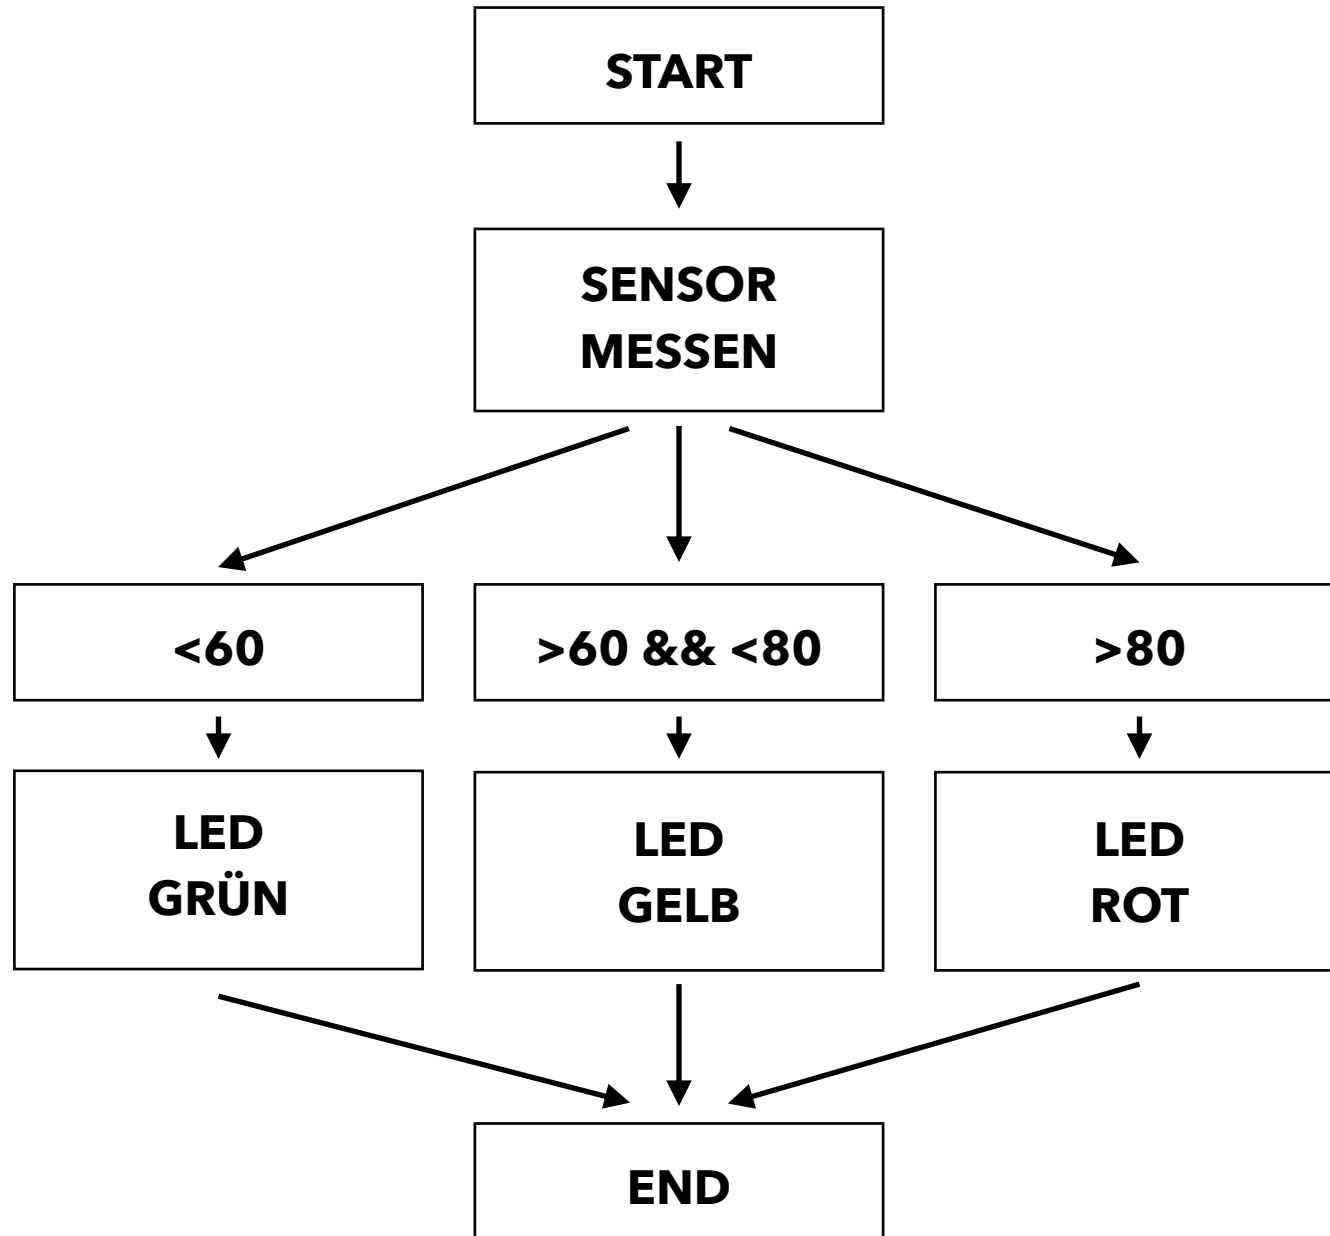 START
SENSOR
MESSEN
<60
>60 && <80
>80
LED
GRÜN
LED
GELB
LED
ROT
END